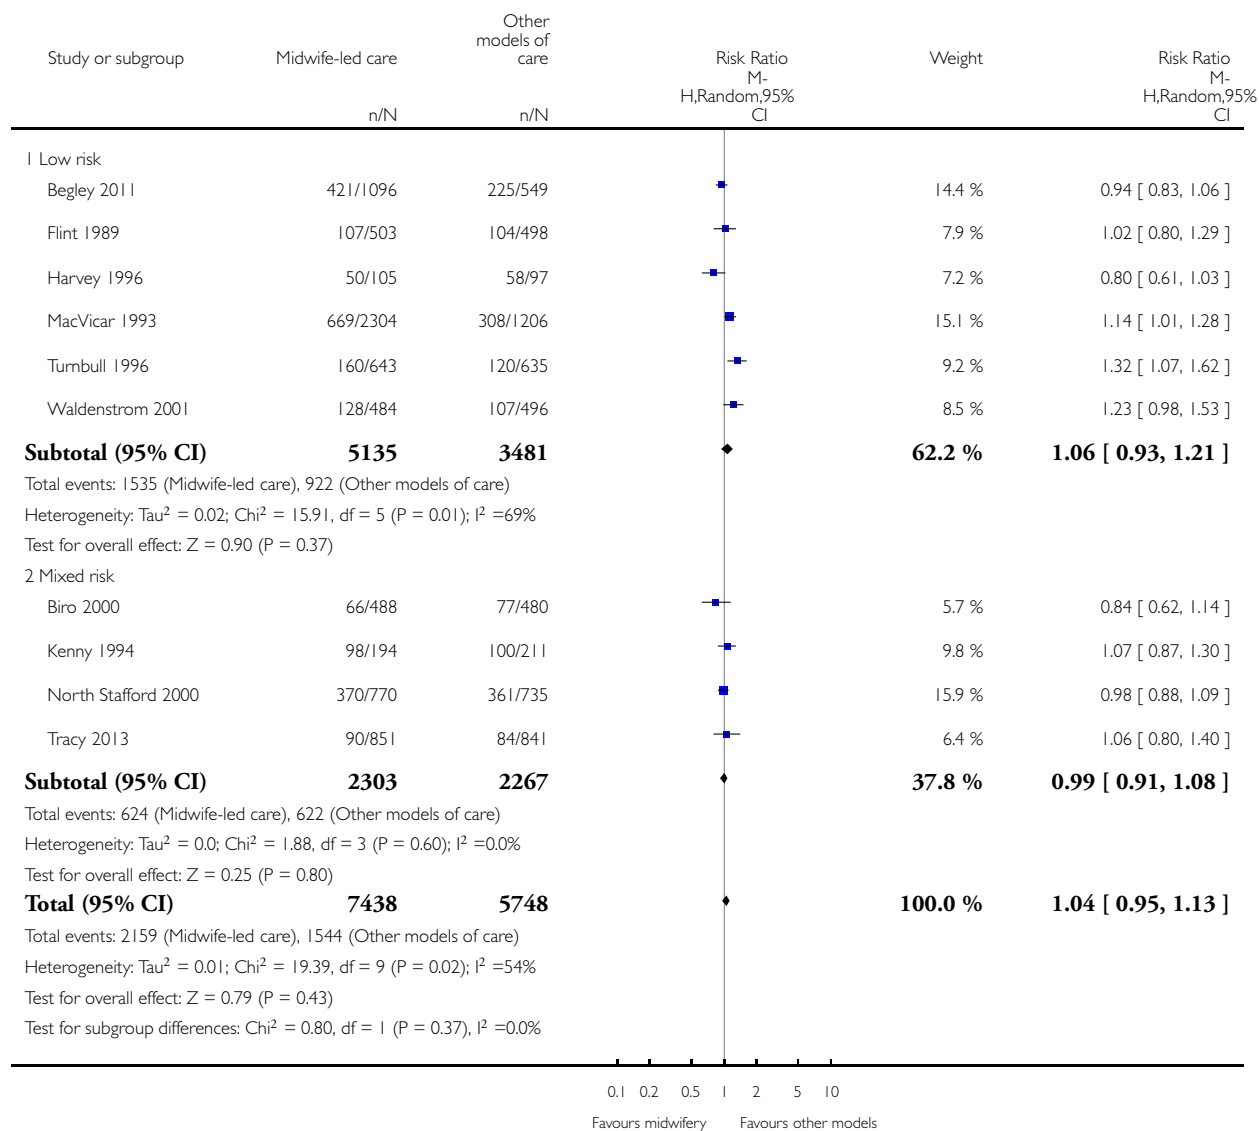 Other
models of
Study or subgroup Midwife-led care care Risk Ratio Weight Risk Ratio
M- M-
H,Random,95% H,Random,95%
n/N n/N CI CI
1 Low risk
Begley 2011 421/1096 225/549 14.4 % 0.94 [ 0.83, 1.06 ]
Flint 1989 107/503 104/498 7.9 % 1.02 [ 0.80, 1.29 ]
Harvey 1996 50/105 58/97 7.2 % 0.80 [ 0.61, 1.03 ]
MacVicar 1993 669/2304 308/1206 15.1 % 1.14 [ 1.01, 1.28 ]
Turnbull 1996 160/643 120/635 9.2 % 1.32 [ 1.07, 1.62 ]
Waldenstrom 2001 128/484 107/496 8.5 % 1.23 [ 0.98, 1.53 ]
Subtotal (95% CI) 5135 3481 62.2 % 1.06 [ 0.93, 1.21 ]
Total events: 1535 (Midwife-led care), 922 (Other models of care)
Heterogeneity: Tau² = 0.02; Chi² = 15.91, df = 5 (P = 0.01); I² =69%
Test for overall effect: Z = 0.90 (P = 0.37)
2 Mixed risk
Biro 2000 66/488 77/480 5.7 % 0.84 [ 0.62, 1.14 ]
Kenny 1994 98/194 100/211 9.8 % 1.07 [ 0.87, 1.30 ]
North Stafford 2000 370/770 361/735 15.9 % 0.98 [ 0.88, 1.09 ]
Tracy 2013 90/851 84/841 6.4 % 1.06 [ 0.80, 1.40 ]
Subtotal (95% CI) 2303 2267 37.8 % 0.99 [ 0.91, 1.08 ]
Total events: 624 (Midwife-led care), 622 (Other models of care)
Heterogeneity: Tau² = 0.0; Chi² = 1.88, df = 3 (P = 0.60); I² =0.0%
Test for overall effect: Z = 0.25 (P = 0.80)
Total (95% CI) 7438 5748 100.0 % 1.04 [ 0.95, 1.13 ]
Total events: 2159 (Midwife-led care), 1544 (Other models of care)
Heterogeneity: Tau² = 0.01; Chi² = 19.39, df = 9 (P = 0.02); I² =54%
Test for overall effect: Z = 0.79 (P = 0.43)
Test for subgroup differences: Chi² = 0.80, df = 1 (P = 0.37), I² =0.0%
0.1 0.2 0.5 1 2 5 10
Favours midwifery Favours other models